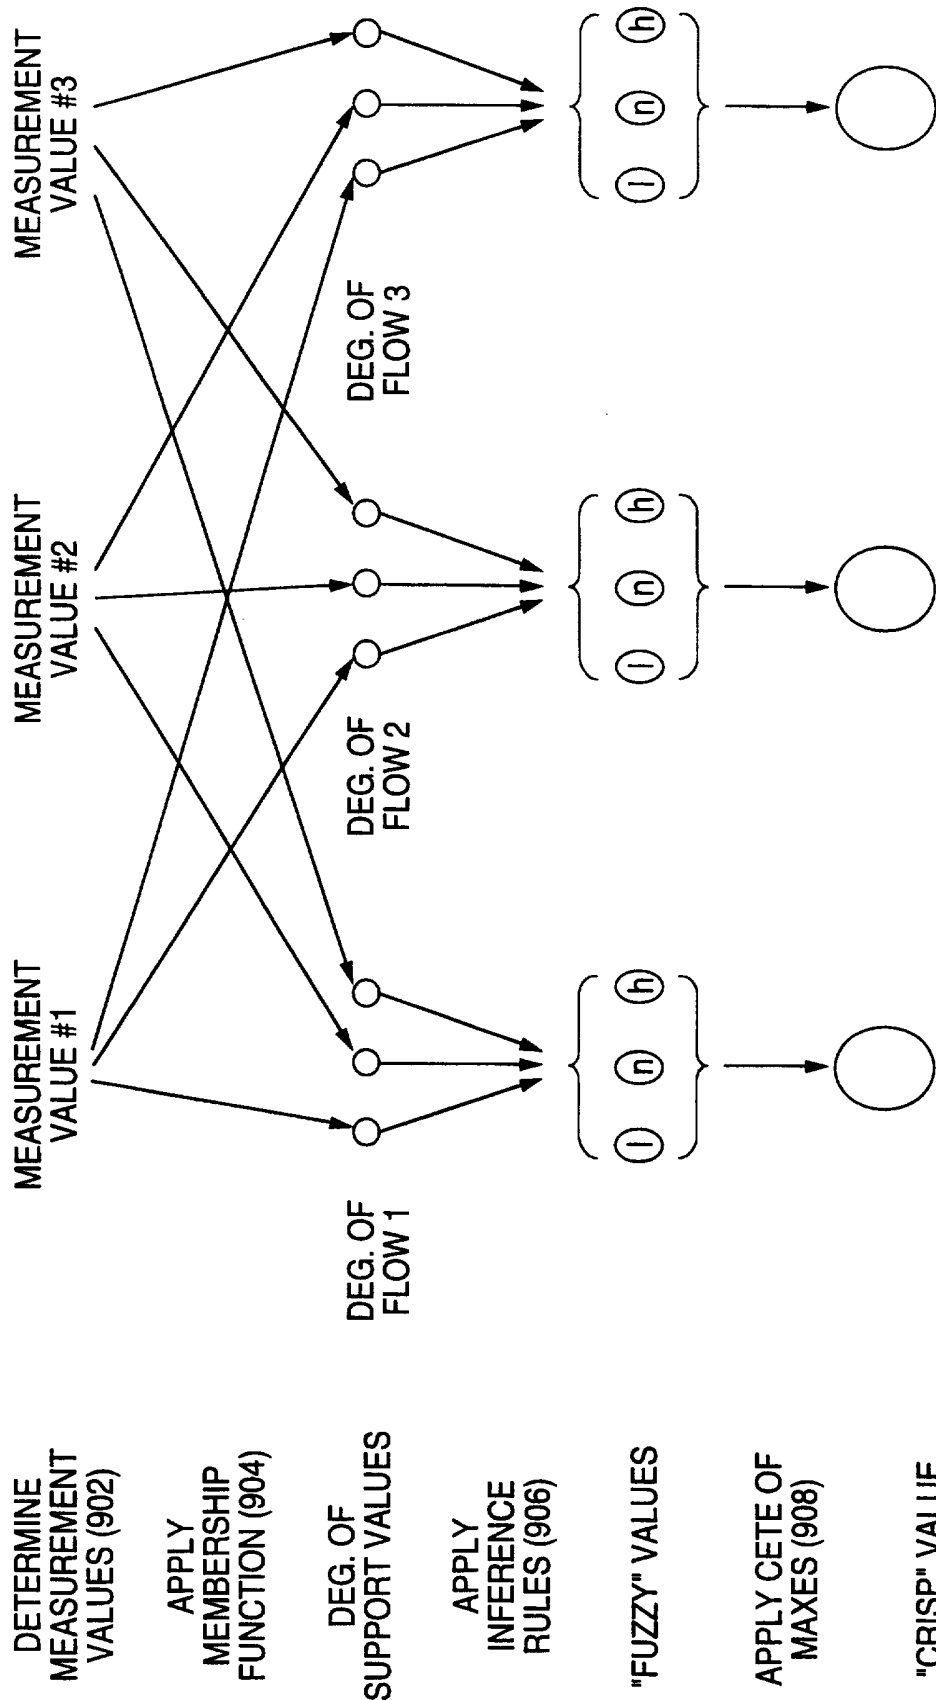 DETERMINE
MEASUREMENT
VALUES (902)
MEASUREMENT
VALUE #1
MEASUREMENT
VALUE #2
MEASUREMENT
VALUE #3
APPLY
MEMBERSHIP
FUNCTION (904)
DEG. OF
SUPPORT VALUES
DEG. OF
FLOW 1
DEG. OF
FLOW 2
DEG. OF
FLOW 3
APPLY
INFERENCE
RULES (906)
"FUZZY" VALUES
l n h
l n h
l n h
APPLY CETE OF
MAXES (908)
"CRISP" VALUE